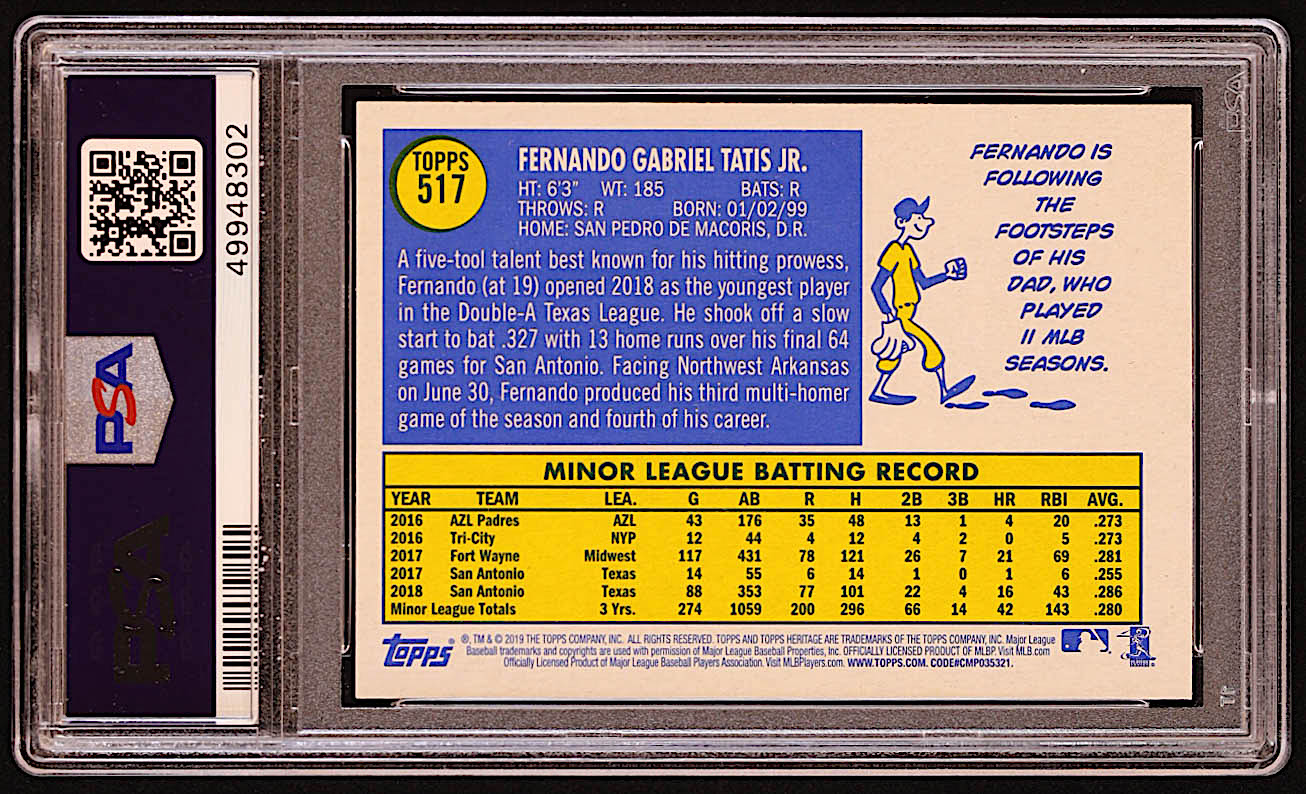 49948302
PSA
PSA
TOPPS
517
FERNANDO GABRIEL TATIS JR.
HT: 6'3" WT: 185 BATS: R
THROWS: R BORN: 01/02/99
HOME: SAN PEDRO DE MACORIS, D.R.
A five-tool talent best known for his hitting prowess,
Fernando (at 19) opened 2018 as the youngest player
in the Double-A Texas League. He shook off a slow
start to bat .327 with 13 home runs over his final 64
games for San Antonio. Facing Northwest Arkansas
on June 30, Fernando produced his third multi-homer
game of the season and fourth of his career.
FERNANDO IS
FOLLOWING
THE
FOOTSTEPS
OF HIS
DAD, WHO
PLAYED
11 MLB
SEASONS.
MINOR LEAGUE BATTING RECORD
YEAR TEAM LEA. G AB R H 2B 3B HR RBI AVG.
2016 AZL Padres AZL 43 176 35 48 13 1 4 20 .273
2016 Tri-City NYP 12 44 4 12 4 2 0 5 .273
2017 Fort Wayne Midwest 117 431 78 121 26 7 21 69 .281
2017 San Antonio Texas 14 55 6 14 1 0 1 6 .255
2018 San Antonio Texas 88 353 77 101 22 4 16 43 .286
Minor League Totals 3 Yrs. 274 1059 200 296 66 14 42 143 .280
Topps
®, TM & © 2019 THE TOPPS COMPANY, INC. ALL RIGHTS RESERVED. TOPPS AND TOPPS HERITAGE ARE TRADEMARKS OF THE TOPPS COMPANY, INC. Major League
Baseball trademarks and copyrights are used with permission of Major League Baseball Properties, Inc. OFFICIALLY LICENSED PRODUCT OF MLBP. Visit MLB.com
Officially Licensed Product of Major League Baseball Players Association. Visit MLBPlayers.com. WWW.TOPPS.COM. CODE#CMP035321.
PSA